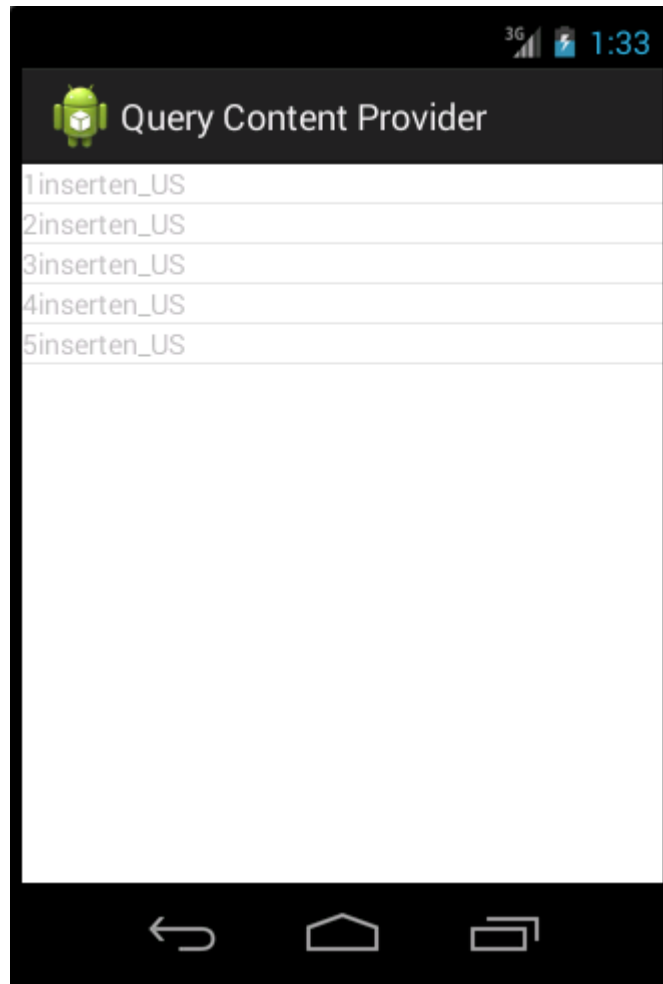 3G 1:33
Query Content Provider
1inserten_US
2inserten_US
3inserten_US
4inserten_US
5inserten_US